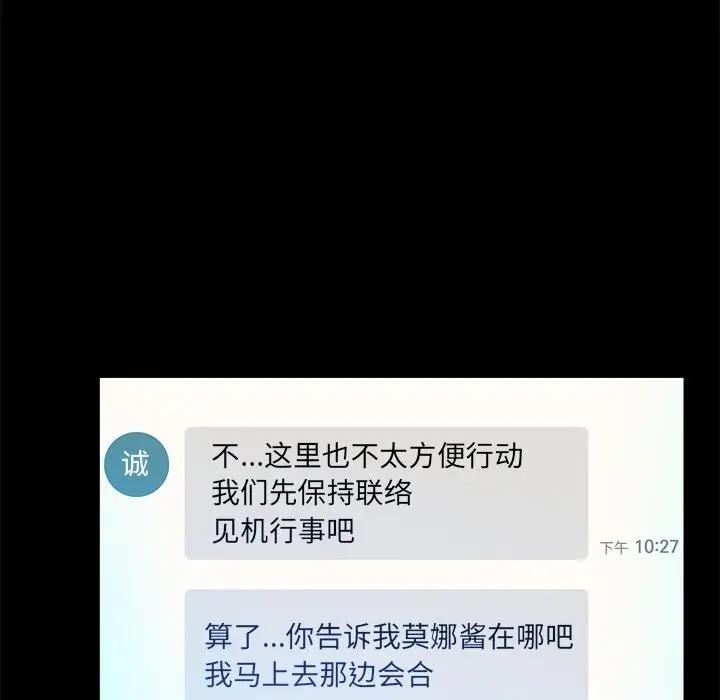 诚
不...这里也不太方便行动
我们先保持联络
见机行事吧
下午 10:27
算了...你告诉我莫娜酱在哪吧
我马上去那边会合